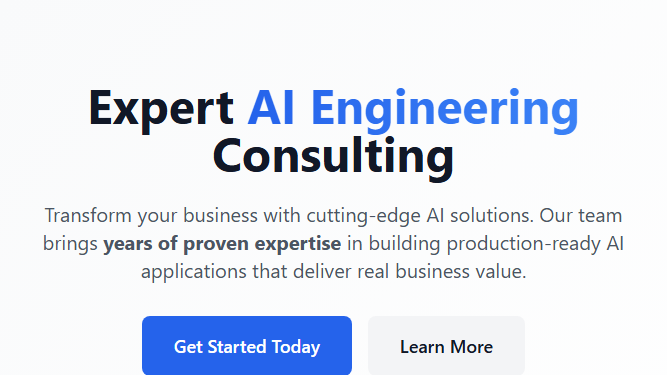 Expert AI Engineering
Consulting
Transform your business with cutting-edge AI solutions. Our team
brings years of proven expertise in building production-ready AI
applications that deliver real business value.
Get Started Today
Learn More